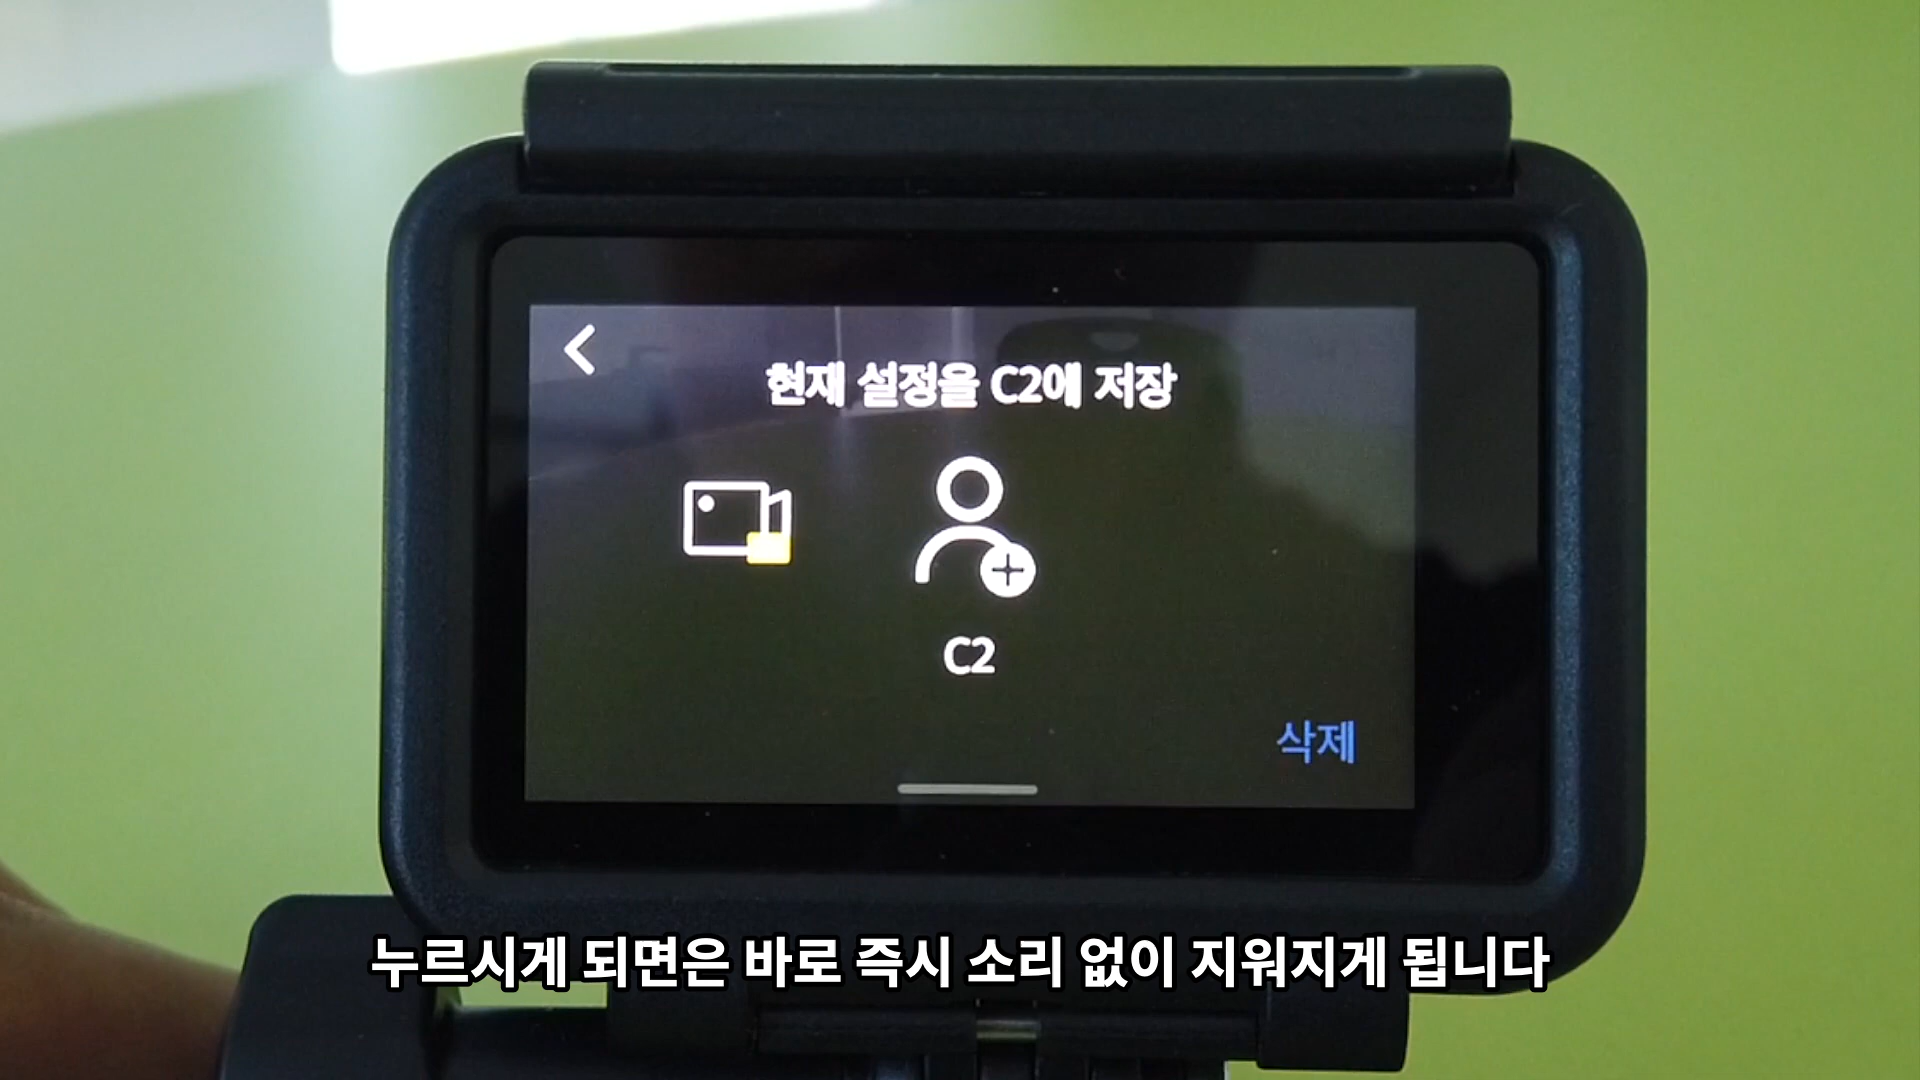 현재 설정을 C2에 저장
C2
삭제
누르시게 되면은 바로 즉시 소리 없이 지워지게 됩니다